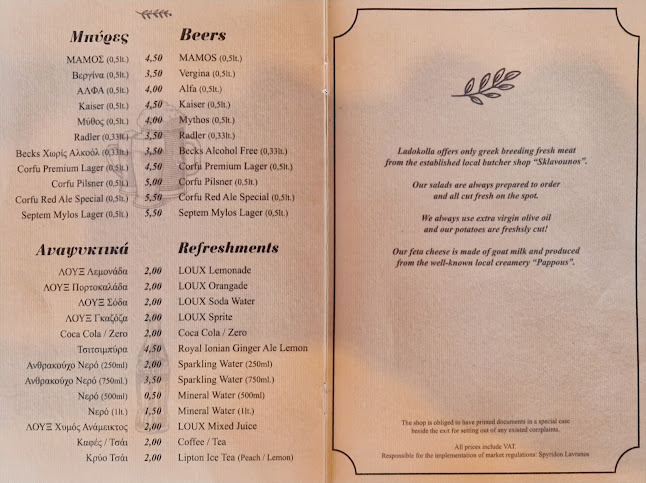 Μπύρες Beers
ΜΑΜΟΣ (0,5lt.) 4,50 MAMOS (0,5lt.)
Βεργίνα (0,5lt.) 3,50 Vergina (0,5lt.)
ΑΛΦΑ (0,5lt.) 4,00 Alfa (0,5lt.)
Kaiser (0,5lt.) 4,50 Kaiser (0,5lt.)
Μύθος (0,5lt.) 4,00 Mythos (0,5lt.)
Radler (0,33lt.) 3,50 Radler (0,33lt.)
Becks Χωρίς Αλκοόλ (0,33lt.) 3,50 Becks Alcohol Free (0,33lt.)
Corfu Premium Lager (0,5lt.) 4,50 Corfu Premium Lager (0,5lt.)
Corfu Pilsner (0,5lt.) 5,00 Corfu Pilsner (0,5lt.)
Corfu Red Ale Special (0,5lt.) 5,50 Corfu Red Ale Special (0,5lt.)
Septem Mylos Lager (0,5lt.) 5,50 Septem Mylos Lager (0,5lt.)
Αναψυκτικά Refreshments
ΛΟΥΞ Λεμονάδα 2,00 LOUX Lemonade
ΛΟΥΞ Πορτοκαλάδα 2,00 LOUX Orangade
ΛΟΥΞ Σόδα 2,00 LOUX Soda Water
ΛΟΥΞ Γκαζόζα 2,00 LOUX Sprite
Coca Cola / Zero 2,00 Coca Cola / Zero
Τσιτσιμπύρα 4,50 Royal Ionian Ginger Ale Lemon
Ανθρακούχο Νερό (250ml) 2,00 Sparkling Water (250ml)
Ανθρακούχο Νερό (750ml.) 3,50 Sparkling Water (750ml.)
Νερό (500ml) 0,50 Mineral Water (500ml)
Νερό (1lt.) 1,50 Mineral Water (1lt.)
ΛΟΥΞ Χυμός Ανάμεικτος 2,00 LOUX Mixed Juice
Καφές / Τσάι 2,00 Coffee / Tea
Κρύο Τσάι 2,00 Lipton Ice Tea (Peach / Lemon)
Ladokolla offers only greek breeding fresh meat
from the established local butcher shop “Sklavounos”.
Our salads are always prepared to order
and all cut fresh on the spot.
We always use extra virgin olive oil
and our potatoes are freshsly cut!
Our feta cheese is made of goat milk and produced
from the well-known local creamery “Pappous”.
The shop is obliged to have printed documents in a special case
beside the exit for setting out of any existed complaints.
All prices include VAT.
Responsible for the implementation of market regulations: Spyridon Lavranos